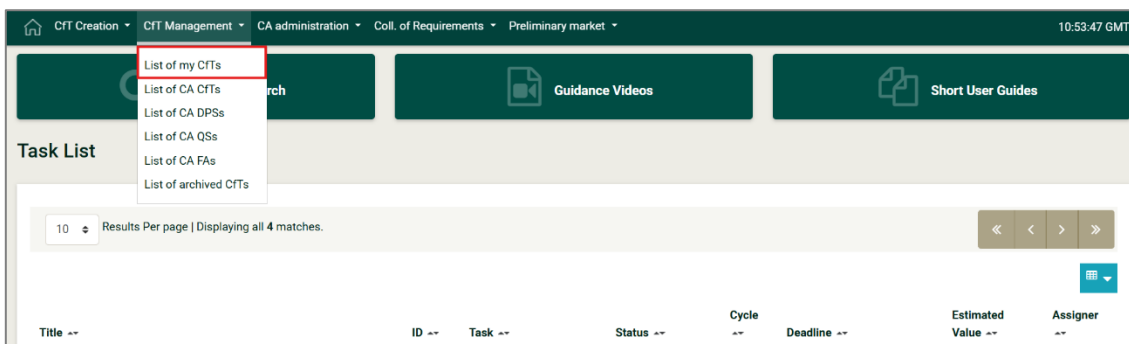 CfT Creation CfT Management CA administration Coll. of Requirements Preliminary market 10:53:47 GMT
List of my CfTs
List of CA CfTs
List of CA DPSs
List of CA QSs
List of CA FAs
List of archived CfTs
rch
Guidance Videos
Short User Guides
Task List
10 Results Per page | Displaying all 4 matches.
Title ID Task Status Cycle Deadline Estimated Value Assigner